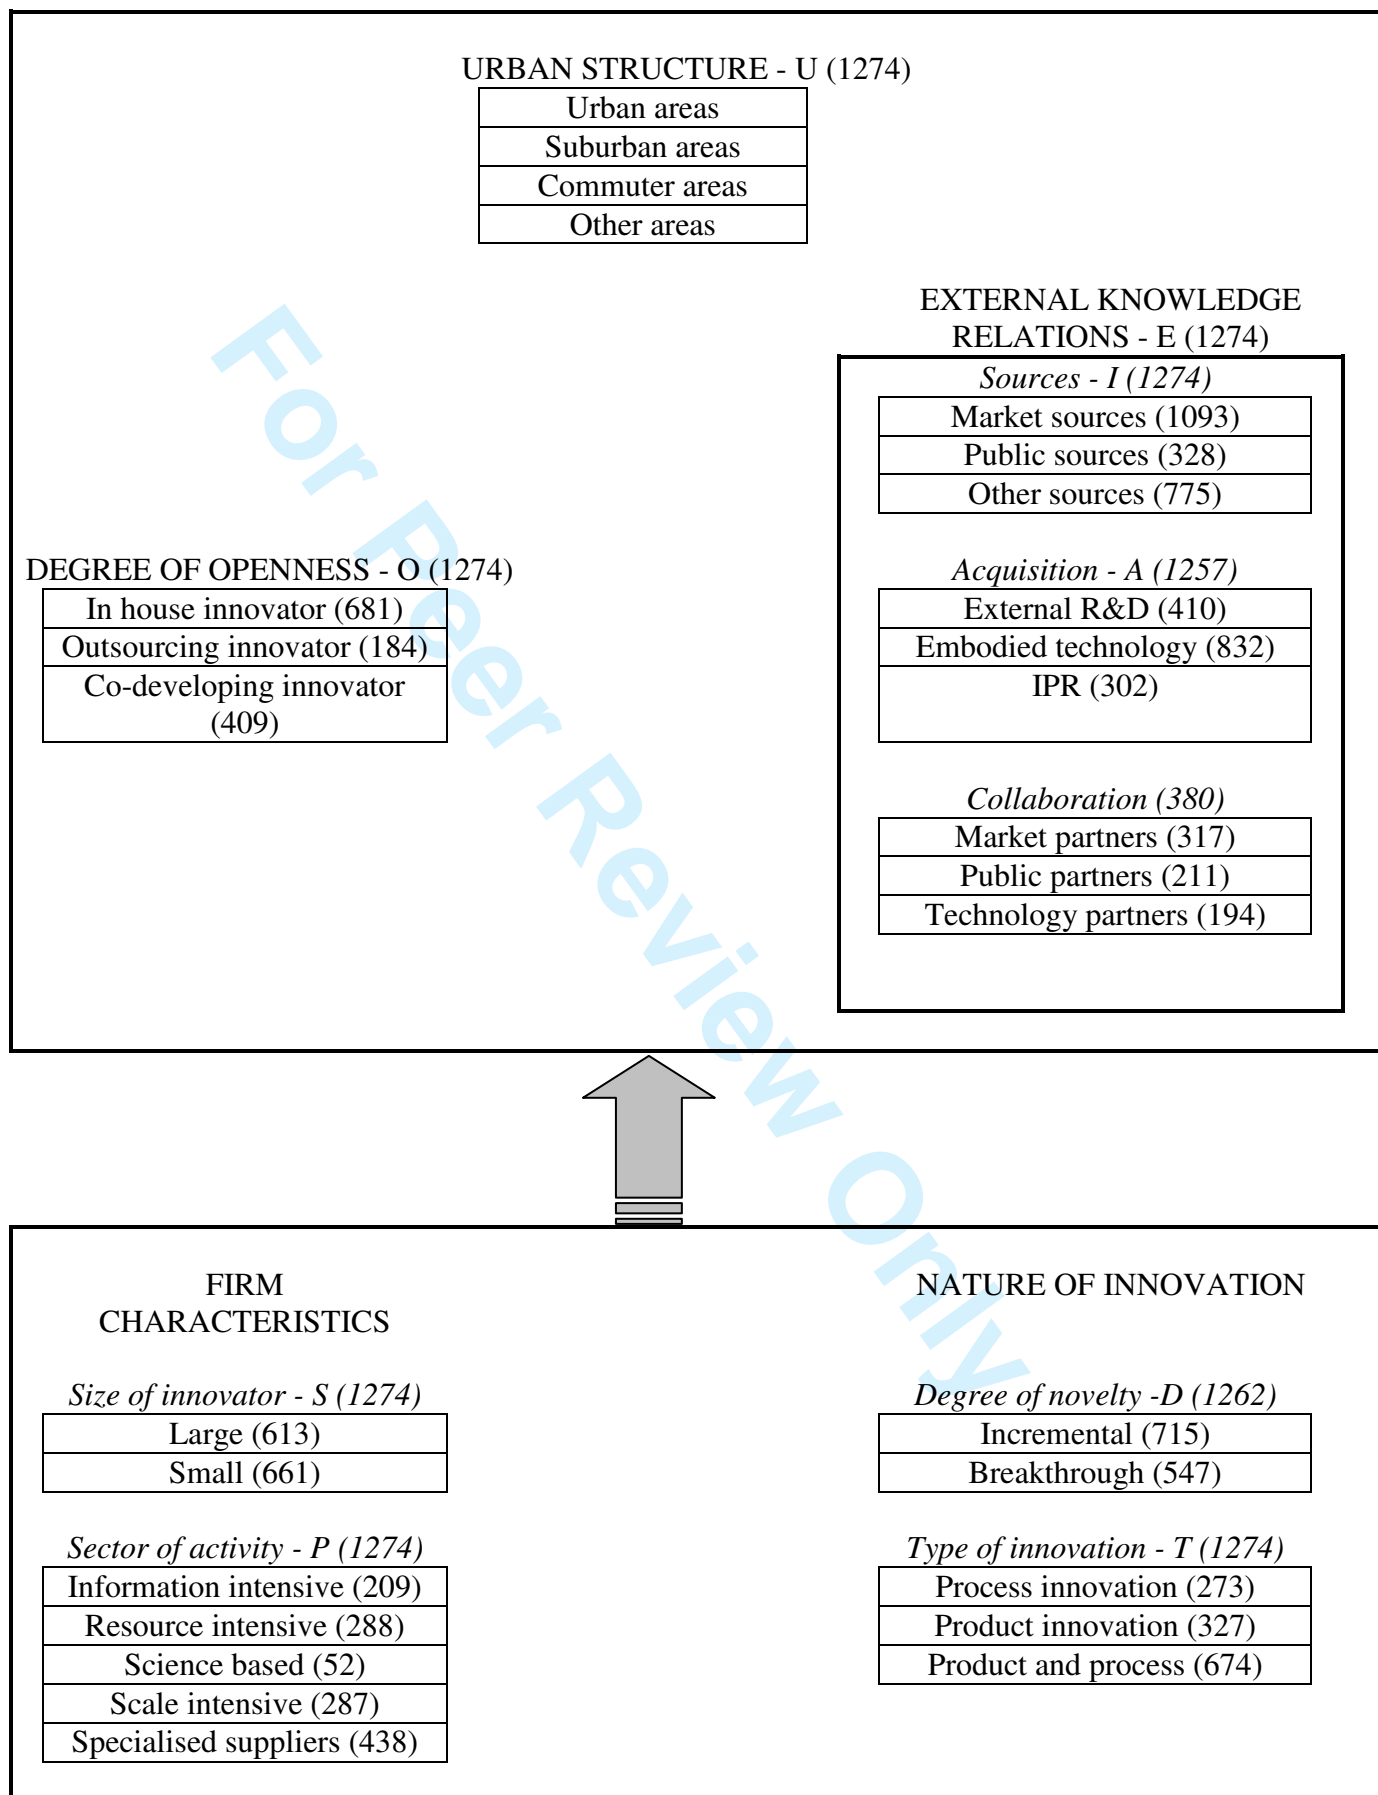 URBAN STRUCTURE - U (1274)
Urban areas
Suburban areas
Commuter areas
Other areas
EXTERNAL KNOWLEDGE
RELATIONS - E (1274)
Sources - I (1274)
Market sources (1093)
Public sources (328)
Other sources (775)
DEGREE OF OPENNESS - O (1274)
In house innovator (681)
Outsourcing innovator (184)
Co-developing innovator
(409)
Acquisition - A (1257)
External R&D (410)
Embodied technology (832)
IPR (302)
Collaboration (380)
Market partners (317)
Public partners (211)
Technology partners (194)
For Peer Review Only
FIRM
CHARACTERISTICS
Size of innovator - S (1274)
Large (613)
Small (661)
Sector of activity - P (1274)
Information intensive (209)
Resource intensive (288)
Science based (52)
Scale intensive (287)
Specialised suppliers (438)
NATURE OF INNOVATION
Degree of novelty -D (1262)
Incremental (715)
Breakthrough (547)
Type of innovation - T (1274)
Process innovation (273)
Product innovation (327)
Product and process (674)